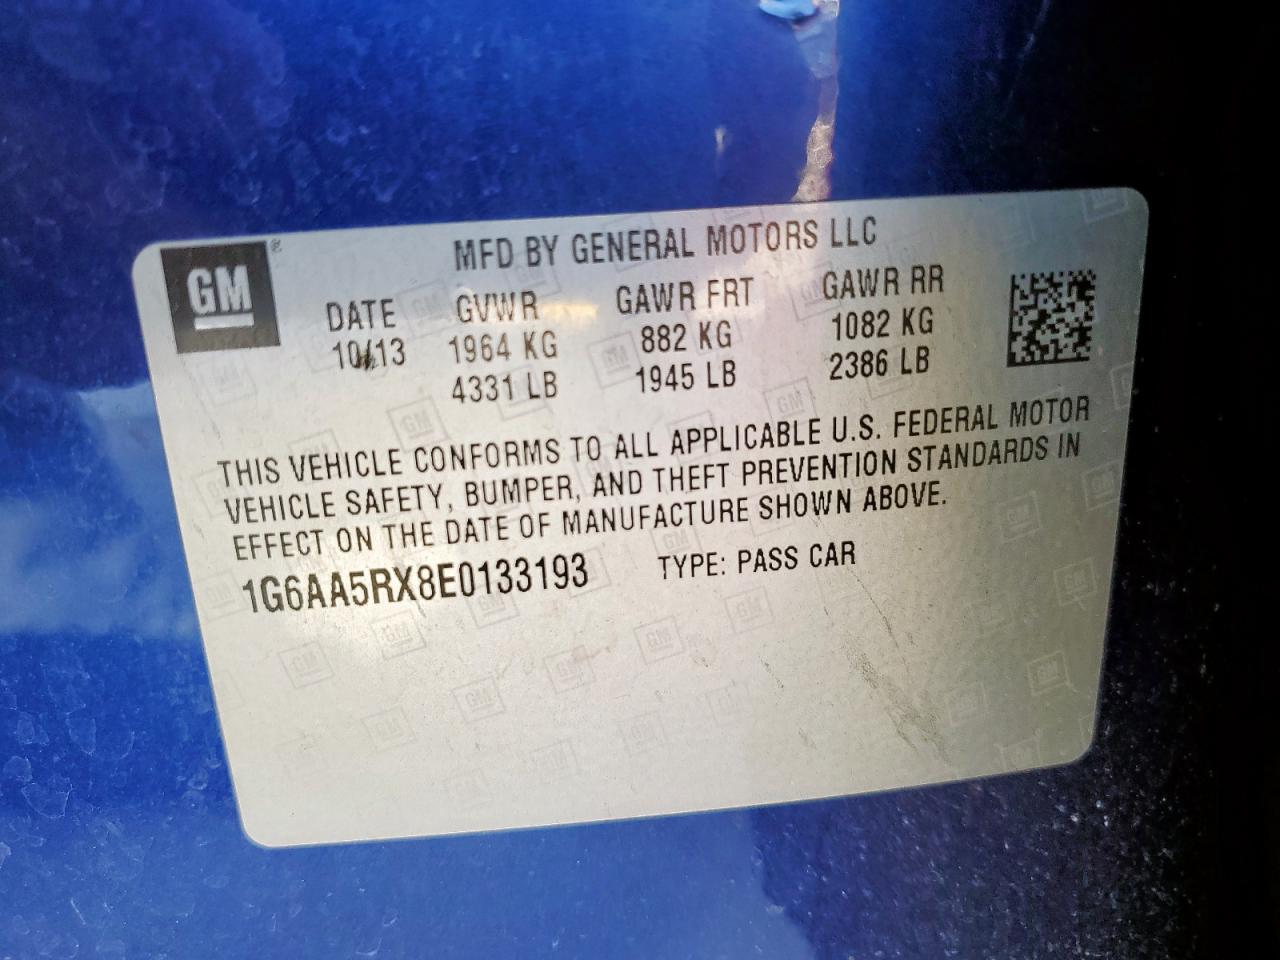 GM ®
MFD BY GENERAL MOTORS LLC
DATE GVWR GAWR FRT GAWR RR
10/13 1964 KG 882 KG 1082 KG
4331 LB 1945 LB 2386 LB
THIS VEHICLE CONFORMS TO ALL APPLICABLE U.S. FEDERAL MOTOR
VEHICLE SAFETY, BUMPER, AND THEFT PREVENTION STANDARDS IN
EFFECT ON THE DATE OF MANUFACTURE SHOWN ABOVE.
1G6AA5RX8E0133193 TYPE: PASS CAR